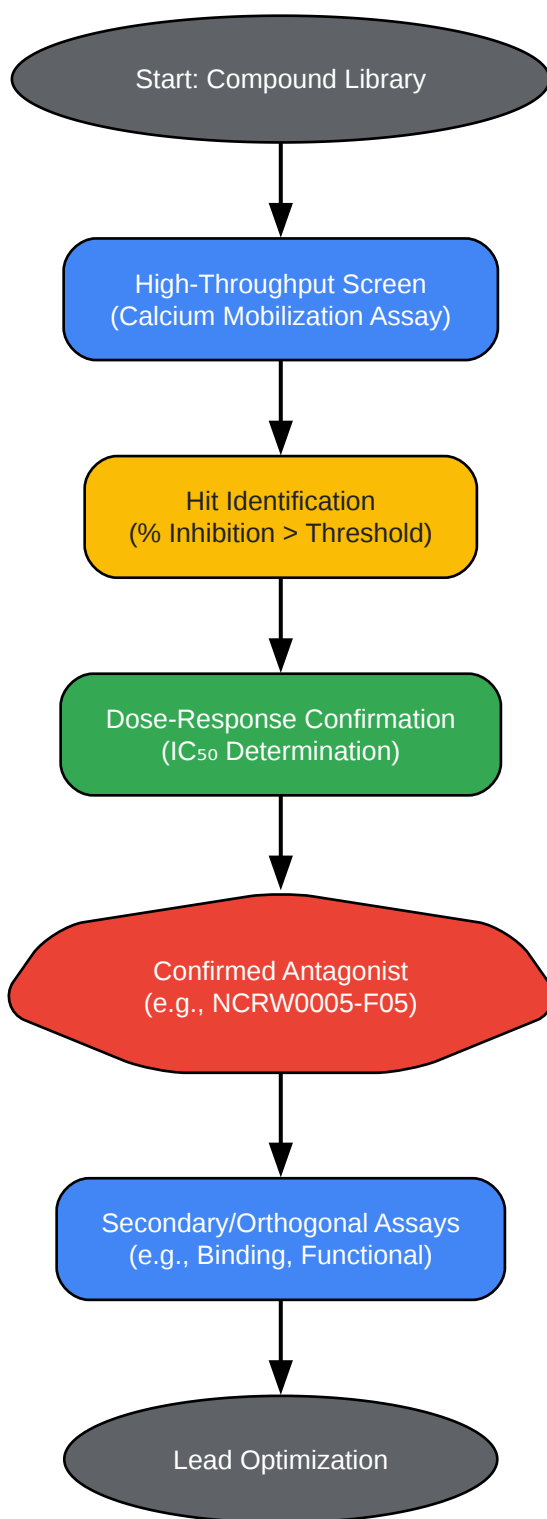 Start: Compound Library
High-Throughput Screen
(Calcium Mobilization Assay)
Hit Identification
(% Inhibition > Threshold)
Dose-Response Confirmation
(IC₅₀ Determination)
Confirmed Antagonist
(e.g., NCRW0005-F05)
Secondary/Orthogonal Assays
(e.g., Binding, Functional)
Lead Optimization